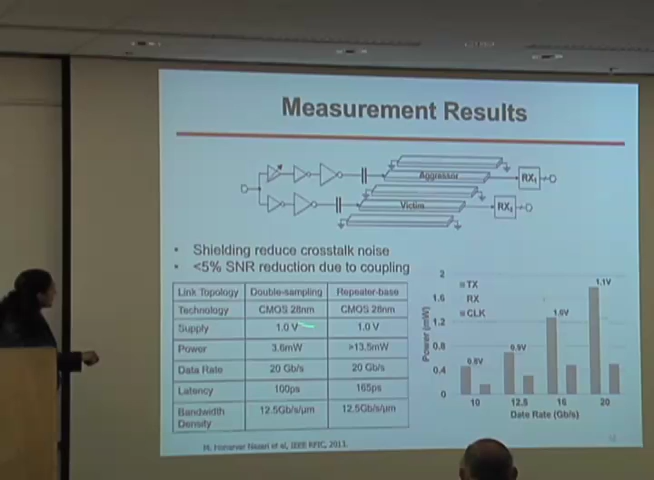 Measurement Results
Aggressor
RX₁
Victim
RX₂
• Shielding reduce crosstalk noise
• <5% SNR reduction due to coupling
Link Topology Double-sampling Repeater-base
Technology CMOS 28nm CMOS 28nm
Supply 1.0 V 1.0 V
Power 3.6mW >13.5mW
Data Rate 20 Gb/s 20 Gb/s
Latency 100ps 165ps
Bandwidth Density 12.5Gb/s/µm 12.5Gb/s/µm
Power (mW)
2
1.6
1.2
0.8
0.4
0
TX
RX
CLK
0.8V
0.9V
1.0V
1.1V
10 12.5 16 20
Date Rate (Gb/s)
et al, IEEE RFIC, 2011.